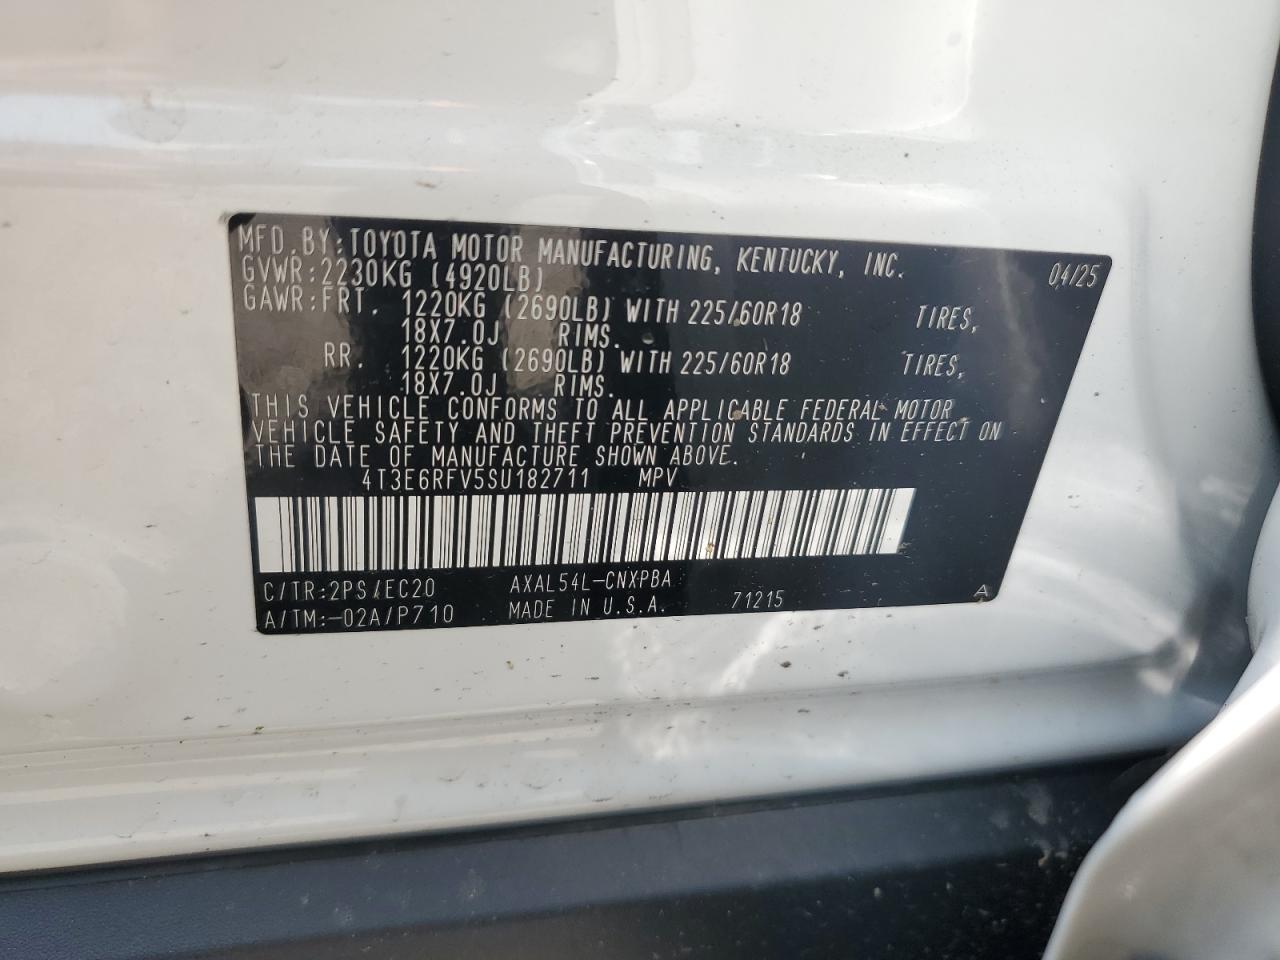 MFD.BY:TOYOTA MOTOR MANUFACTURING, KENTUCKY, INC. 04/25
GVWR:2230KG (4920LB)
GAWR:FRT. 1220KG (2690LB) WITH 225/60R18 TIRES,
18X7.0J RIMS.
RR. 1220KG (2690LB) WITH 225/60R18 TIRES,
18X7.0J RIMS.
THIS VEHICLE CONFORMS TO ALL APPLICABLE FEDERAL MOTOR
VEHICLE SAFETY AND THEFT PREVENTION STANDARDS IN EFFECT ON
THE DATE OF MANUFACTURE SHOWN ABOVE.
4T3E6RFV5SU182711 MPV
C/TR:2PS/EC20 AXAL54L-CNXPBA
A/TM:-02A/P710 MADE IN U.S.A. 71215 A